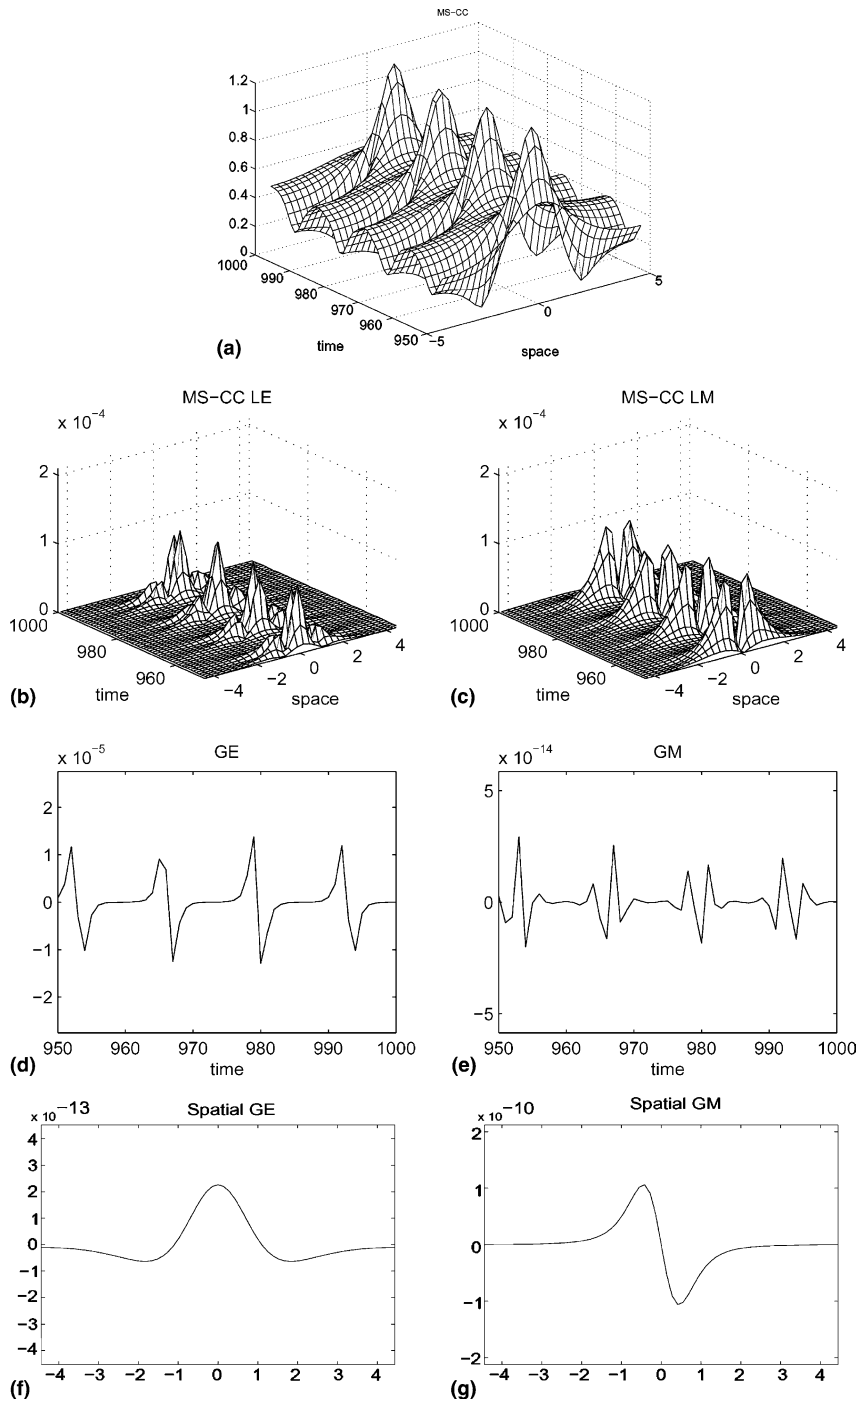 MS−CC
1.2
1
0.8
0.6
0.4
0.2
0
1000
990
980
970
960
950
−5
0
5
time
space
(a)
MS−CC LE
x 10−4
2
1
0
1000
980
960
−4
−2
0
2
4
time
space
(b)
MS−CC LM
x 10−4
2
1
0
1000
980
960
−4
−2
0
2
4
time
space
(c)
GE
x 10−5
2
1
0
−1
−2
950 960 970 980 990 1000
time
(d)
GM
x 10−14
5
0
−5
950 960 970 980 990 1000
time
(e)
Spatial GE
x 10−13
4
3
2
1
0
−1
−2
−3
−4
−4 −3 −2 −1 0 1 2 3 4
(f)
Spatial GM
x 10−10
2
1
0
−1
−2
−4 −3 −2 −1 0 1 2 3 4
(g)